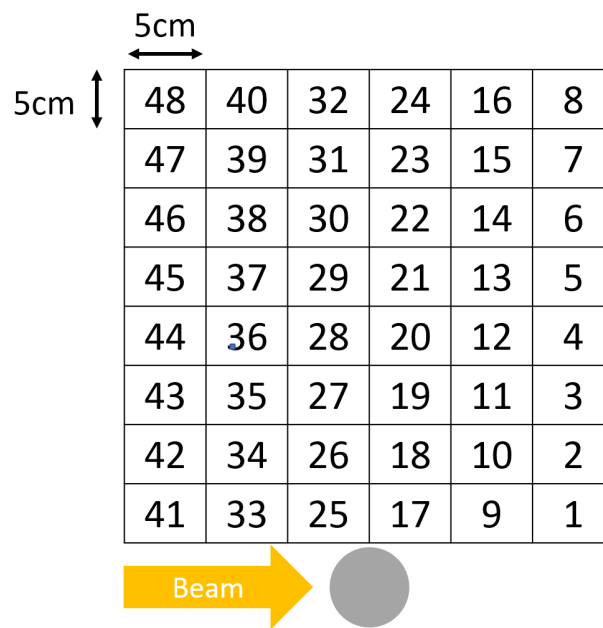 5cm
5cm
48 40 32 24 16 8
47 39 31 23 15 7
46 38 30 22 14 6
45 37 29 21 13 5
44 36 28 20 12 4
43 35 27 19 11 3
42 34 26 18 10 2
41 33 25 17 9 1
Beam